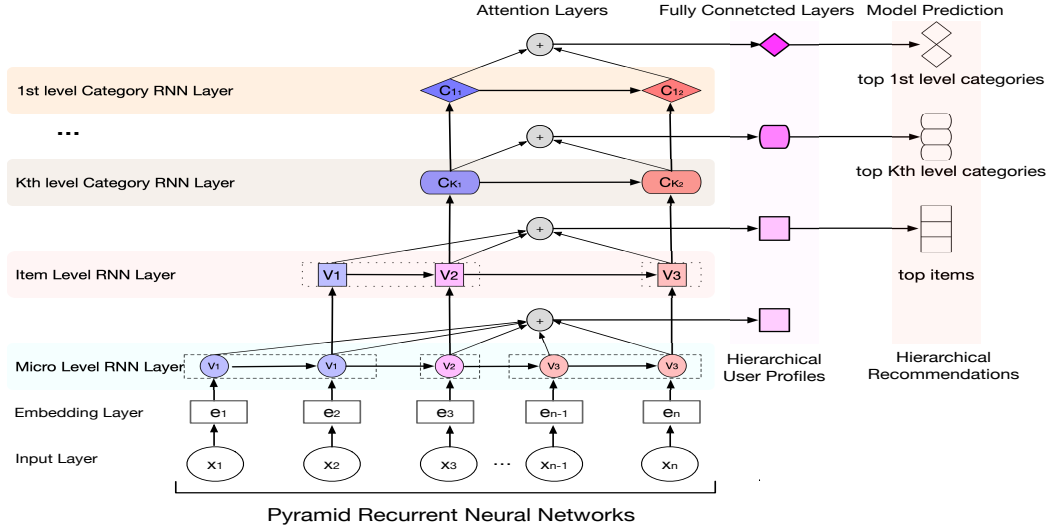 Attention Layers Fully Connetcted Layers Model Prediction
+
1st level Category RNN Layer C11 C12 top 1st level categories
...
+
Kth level Category RNN Layer CK1 CK2 top Kth level categories
+
Item Level RNN Layer V1 V2 V3 top items
+
Micro Level RNN Layer V1 V1 V2 V3 V3
Hierarchical
User Profiles
Hierarchical
Recommendations
Embedding Layer e1 e2 e3 en-1 en
Input Layer x1 x2 x3 ... xn-1 xn
Pyramid Recurrent Neural Networks